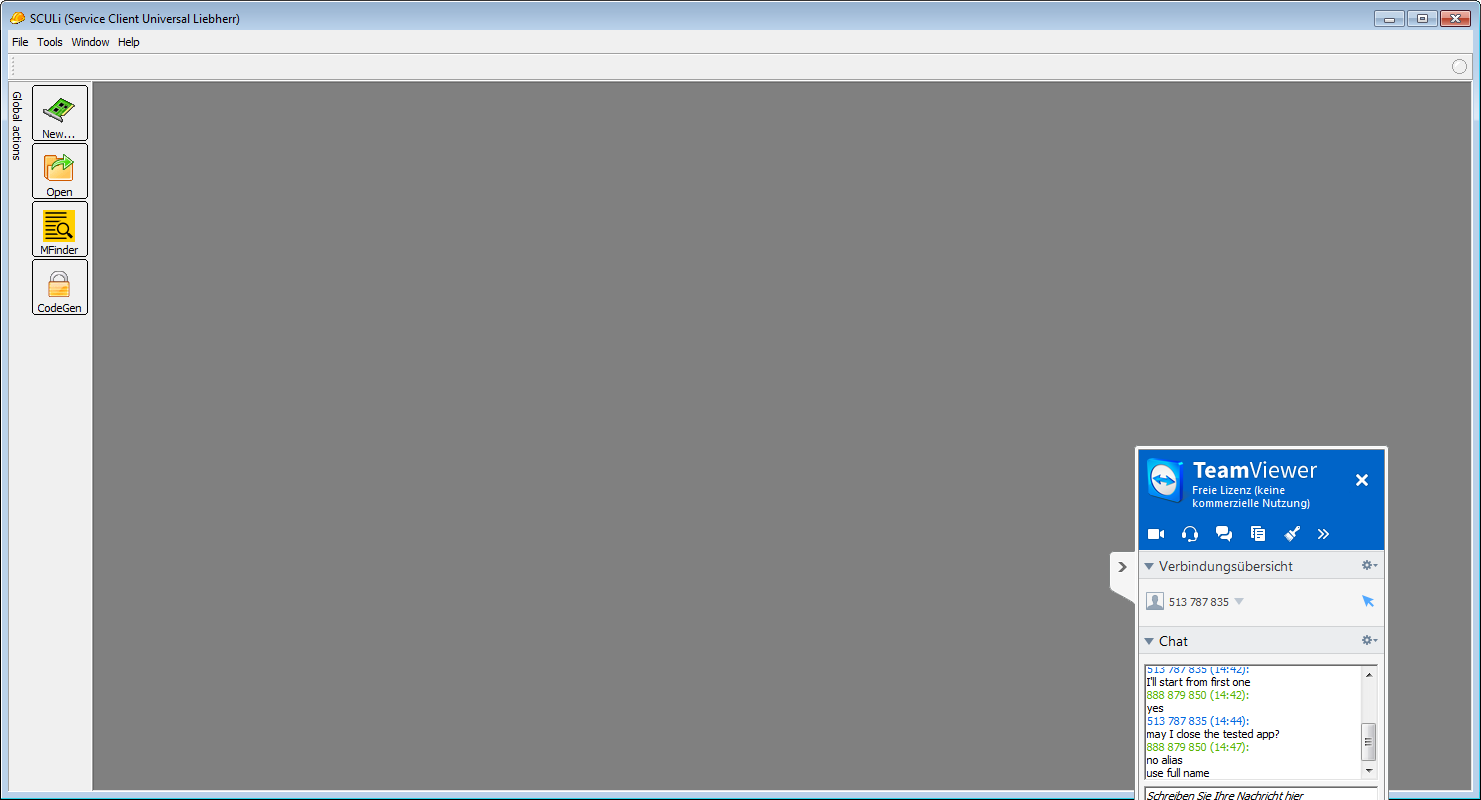 SCULi (Service Client Universal Liebherr)
File Tools Window Help
Global actions
New...
Open
MFinder
CodeGen
TeamViewer
Freie Lizenz (keine
kommerzielle Nutzung)
Verbindungsübersicht
513 787 835
Chat
513 787 835 (14:42):
I'll start from first one
888 879 850 (14:42):
yes
513 787 835 (14:44):
may I close the tested app?
888 879 850 (14:47):
no alias
use full name
Schreiben Sie Ihre Nachricht hier